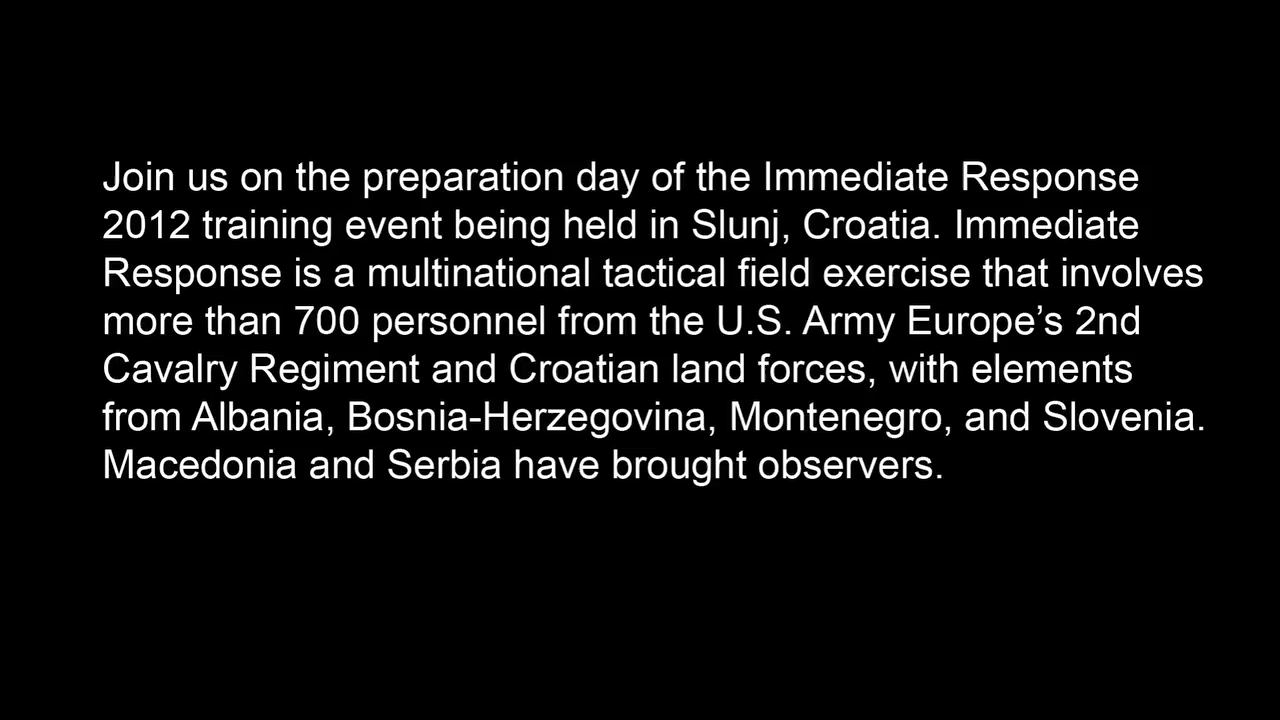 Join us on the preparation day of the Immediate Response
2012 training event being held in Slunj, Croatia. Immediate
Response is a multinational tactical field exercise that involves
more than 700 personnel from the U.S. Army Europe’s 2nd
Cavalry Regiment and Croatian land forces, with elements
from Albania, Bosnia-Herzegovina, Montenegro, and Slovenia.
Macedonia and Serbia have brought observers.